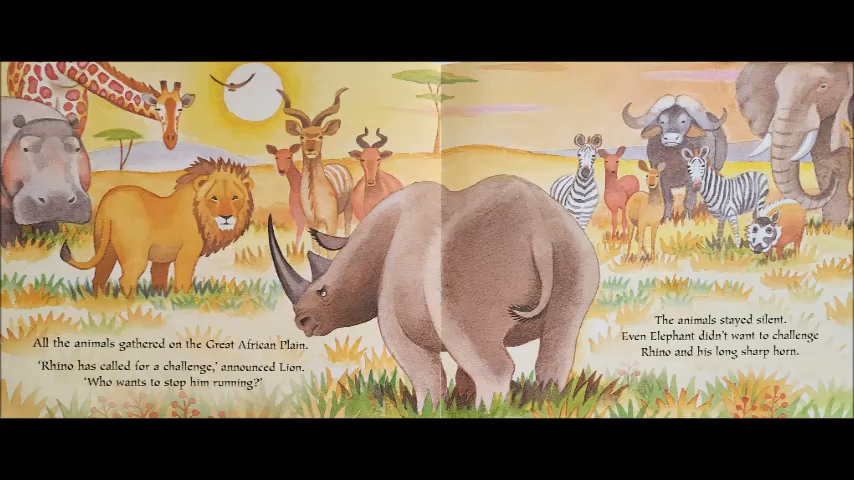 All the animals gathered on the Great African Plain.
‘Rhino has called for a challenge,’ announced Lion.
‘Who wants to stop him running?’
The animals stayed silent.
Even Elephant didn't want to challenge
Rhino and his long sharp horn.